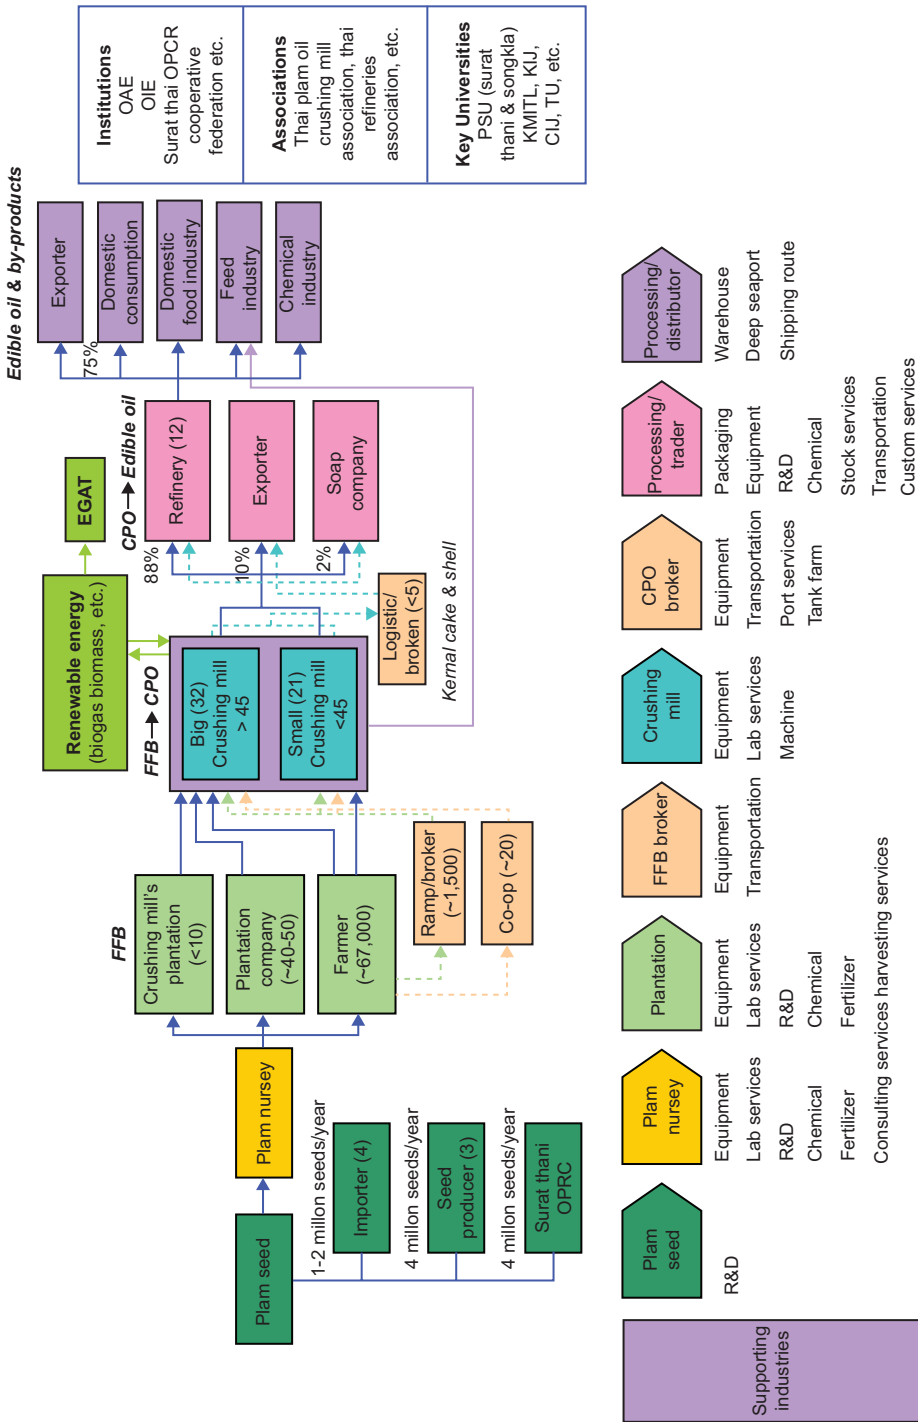 Plam seed
1-2 millon seeds/year
Importer (4)
4 millon seeds/year
Seed
producer (3)
4 millon seeds/year
Surat thani
OPRC
Plam nursey
FFB
Crushing mill's
plantation
(<10)
Plantation
company
(~40-50)
Farmer
(~67,000)
Ramp/broker
(~1,500)
Co-op (~20)
Renewable energy
(biogas biomass, etc.)
EGAT
FFB → CPO
Big (32)
Crushing mill
> 45
Small (21)
Crushing mill
<45
Logistic/
broken (<5)
Kernal cake & shell
CPO → Edible oil
88%
Refinery (12)
10%
Exporter
2%
Soap
company
Edible oil & by-products
Exporter
75%
Domestic
consumption
Domestic
food industry
Feed
industry
Chemical
industry
Institutions
OAE
OIE
Surat thai OPCR
cooperative
federation etc.
Associations
Thai plam oil
crushing mill
association, thai
refineries
association, etc.
Key Universities
PSU (surat
thani & songkla)
KMITL, KIJ,
CIJ, TU, etc.
Supporting
industries
Plam
seed
R&D
Plam
nursey
Equipment
Lab services
R&D
Chemical
Fertilizer
Consulting services harvesting services
Plantation
Equipment
Lab services
R&D
Chemical
Fertilizer
FFB broker
Equipment
Transportation
Crushing
mill
Equipment
Lab services
Machine
CPO
broker
Equipment
Transportation
Port services
Tank farm
Processing/
trader
Packaging
Equipment
R&D
Chemical
Stock services
Transportation
Custom services
Processing/
distributor
Warehouse
Deep seaport
Shipping route